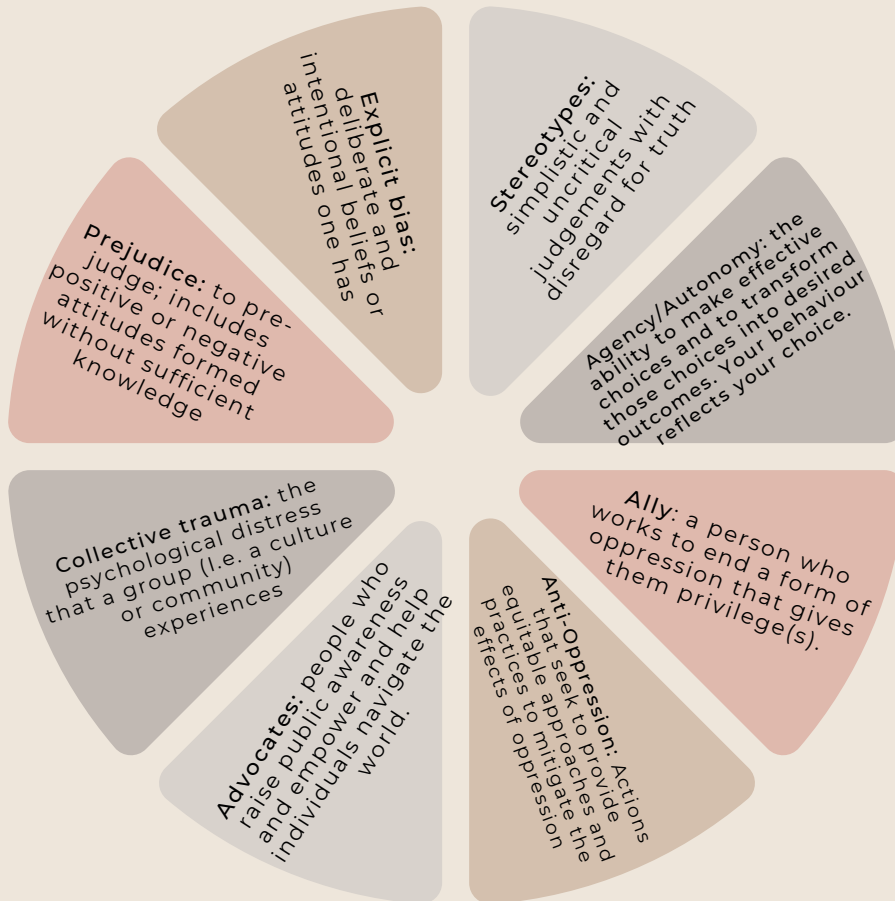 Stereotypes:
simplistic and
uncritical
judgements with
disregard for truth
Agency/Autonomy: the
ability to make effective
choices and to transform
those choices into desired
outcomes. Your behaviour
reflects your choice.
Ally: a person who
works to end a form of
oppression that gives
them privilege(s).
Anti-Oppression: Actions
that seek to provide
equitable approaches and
practices to mitigate the
effects of oppression
Advocates: people who
raise public awareness
and empower and help
individuals navigate the
world.
Collective trauma: the
psychological distress
that a group (I.e. a culture
or community)
experiences
Prejudice: to pre-
judge; includes
positive or negative
attitudes formed
without sufficient
knowledge
Explicit bias:
deliberate and
intentional beliefs or
attitudes one has